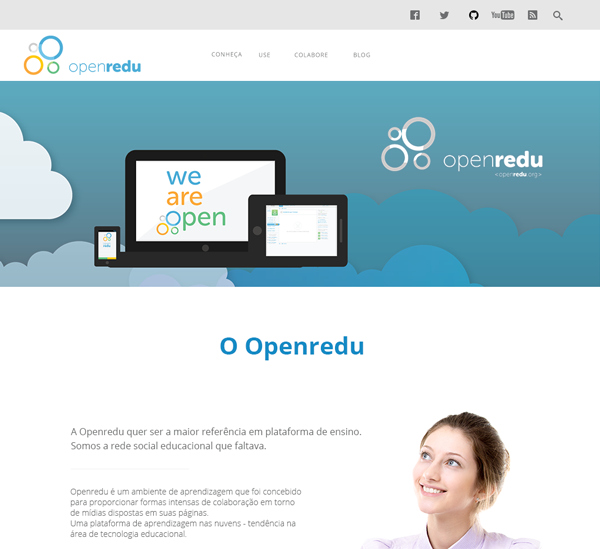 YouTube
openredu
CONHEÇA USE COLABORE BLOG
we
are
open
openredu
«openredu.org»
O Openredu
A Openredu quer ser a maior referência em plataforma de ensino.
Somos a rede social educacional que faltava.
Openredu é um ambiente de aprendizagem que foi concebido
para proporcionar formas intensas de colaboração em torno
de mídias dispostas em suas páginas.
Uma plataforma de aprendizagem nas nuvens - tendência na
área de tecnologia educacional.